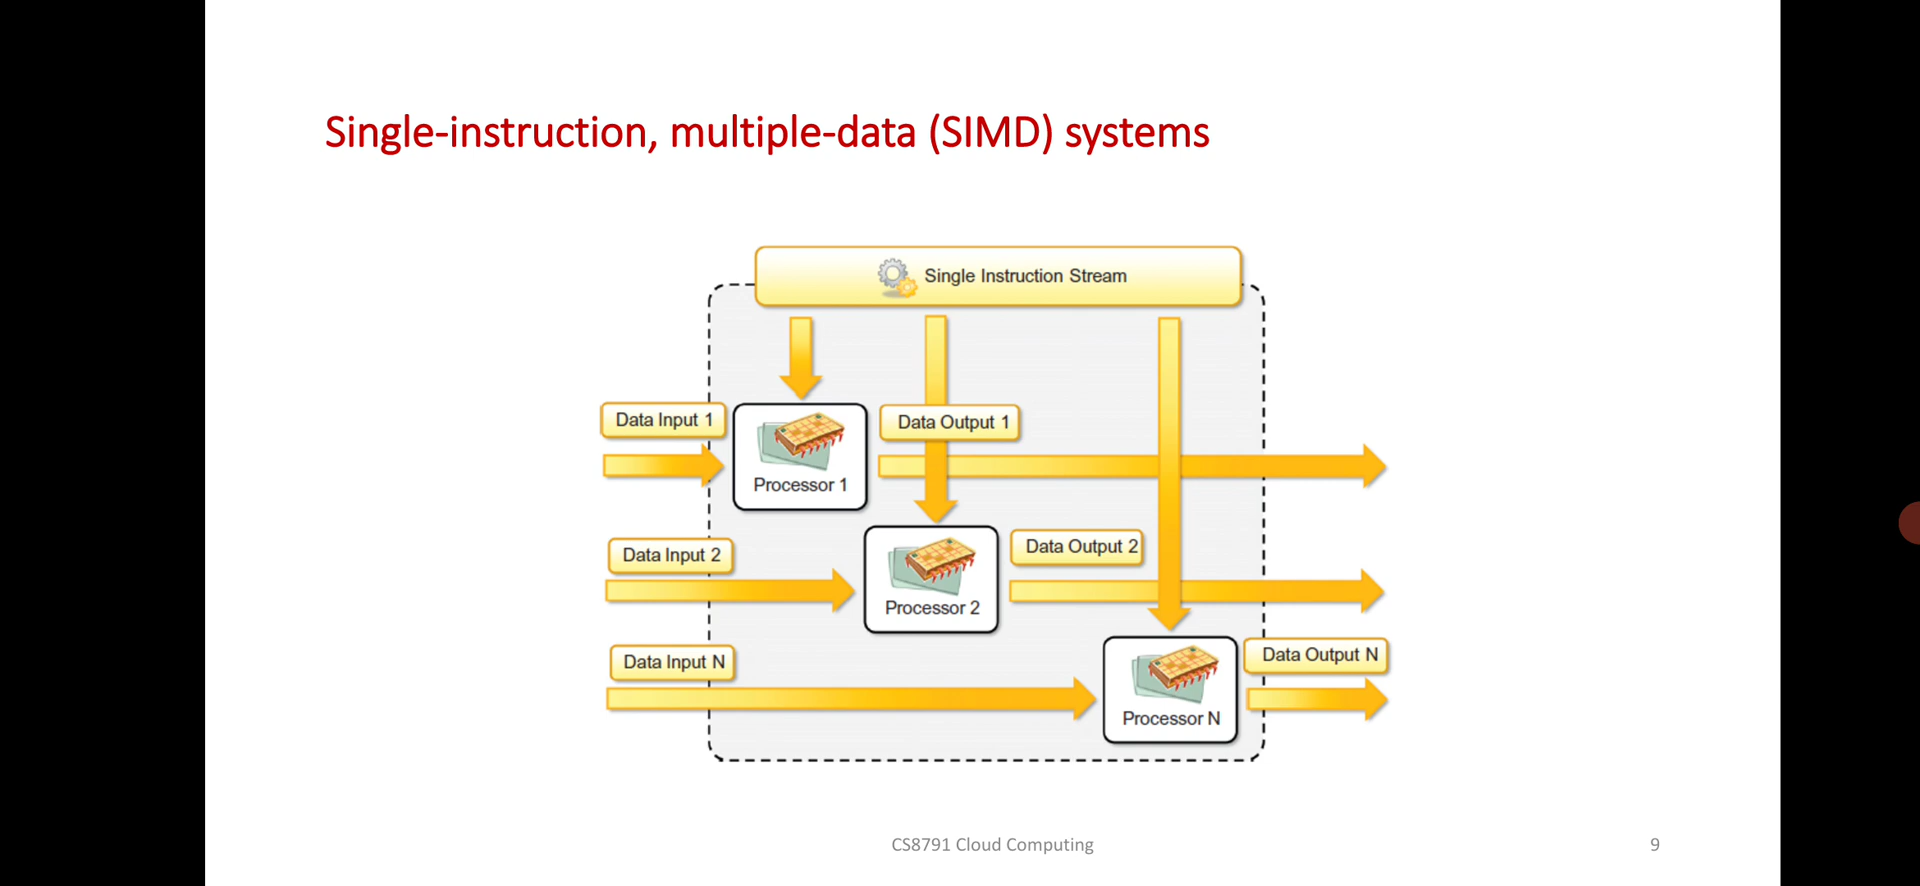 Single-instruction, multiple-data (SIMD) systems
Single Instruction Stream
Data Input 1
Processor 1
Data Output 1
Data Input 2
Processor 2
Data Output 2
Data Input N
Processor N
Data Output N
CS8791 Cloud Computing
9